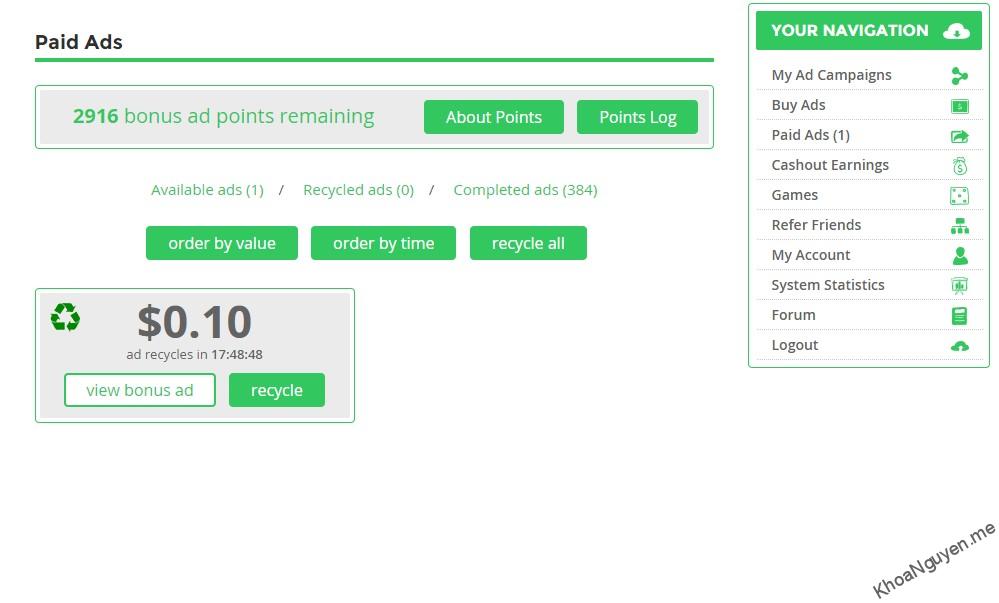 Paid Ads
2916 bonus ad points remaining
About Points
Points Log
Available ads (1) / Recycled ads (0) / Completed ads (384)
order by value
order by time
recycle all
$0.10
ad recycles in 17:48:48
view bonus ad
recycle
YOUR NAVIGATION
My Ad Campaigns
Buy Ads
Paid Ads (1)
Cashout Earnings
Games
Refer Friends
My Account
System Statistics
Forum
Logout
KhoaNguyen.me